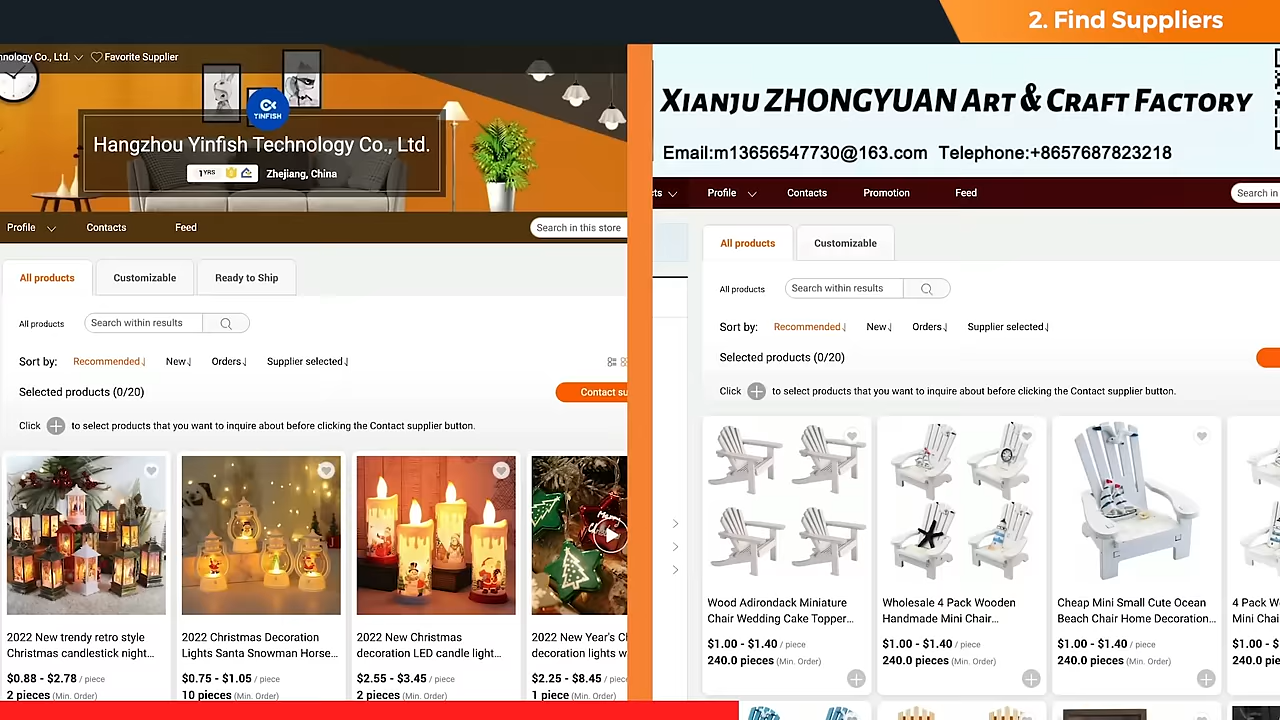 2. Find Suppliers
nology Co., Ltd.
Favorite Supplier
YINFISH
Hangzhou Yinfish Technology Co., Ltd.
1YRS
Zhejiang, China
Profile
Contacts
Feed
Search in this store
All products
Customizable
Ready to Ship
All products
Search within results
Sort by:
Recommended
New
Orders
Supplier selected
Selected products (0/20)
Contact su
Click
to select products that you want to inquire about before clicking the Contact supplier button.
2022 New trendy retro style
Christmas candlestick night...
$0.88 - $2.78 / piece
2 pieces (Min. Order)
2022 Christmas Decoration
Lights Santa Snowman Horse...
$0.75 - $1.05 / piece
10 pieces (Min. Order)
2022 New Christmas
decoration LED candle light...
$2.55 - $3.45 / piece
2 pieces (Min. Order)
Merry
2022 New Year's Ch
decoration lights w
$2.25 - $8.45 / piec
1 piece (Min. Order)
XIANJU ZHONGYUAN ART & CRAFT FACTORY
Email:m13656547730@163.com Telephone:+8657687823218
cts
Profile
Contacts
Promotion
Feed
Search in
All products
Customizable
All products
Search within results
Sort by:
Recommended
New
Orders
Supplier selected
Selected products (0/20)
Click
to select products that you want to inquire about before clicking the Contact supplier button.
Wood Adirondack Miniature
Chair Wedding Cake Topper...
$1.00 - $1.40 / piece
240.0 pieces (Min. Order)
Wholesale 4 Pack Wooden
Handmade Mini Chair...
$1.00 - $1.40 / piece
240.0 pieces (Min. Order)
Cheap Mini Small Cute Ocean
Beach Chair Home Decoration...
$1.00 - $1.40 / piece
240.0 pieces (Min. Order)
4 Pack W
Mini Chai
$1.00 - $
240.0 pie